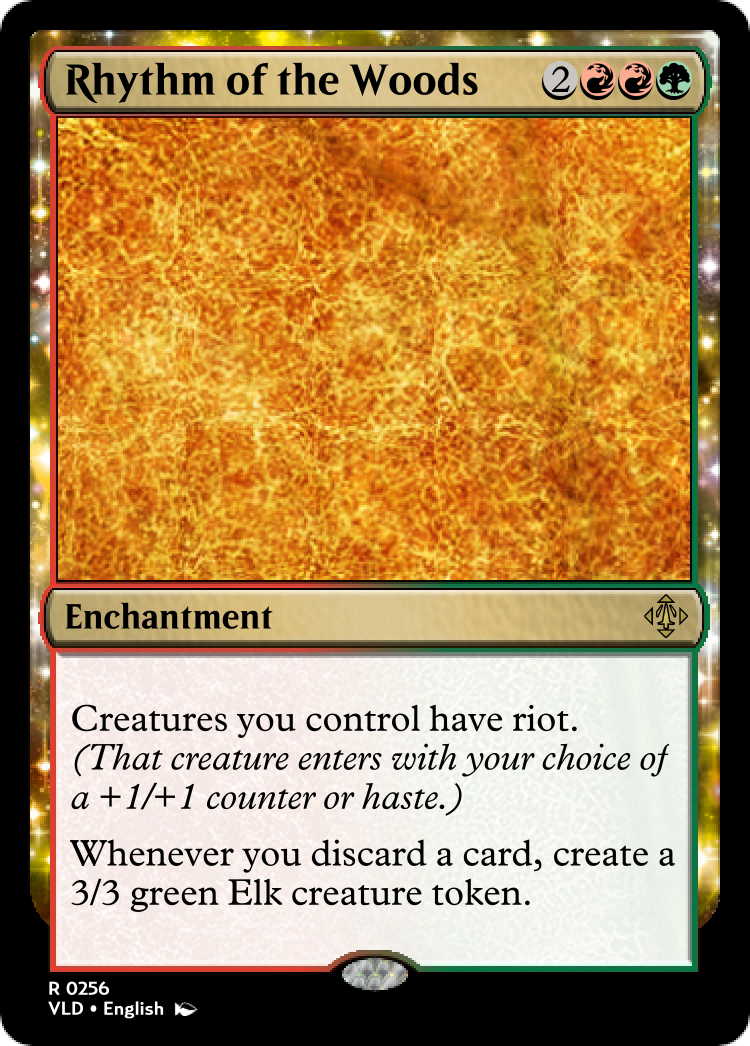 Rhythm of the Woods 2
Enchantment
Creatures you control have riot.
(That creature enters with your choice of
a +1/+1 counter or haste.)
Whenever you discard a card, create a
3/3 green Elk creature token.
R 0256
VLD • English